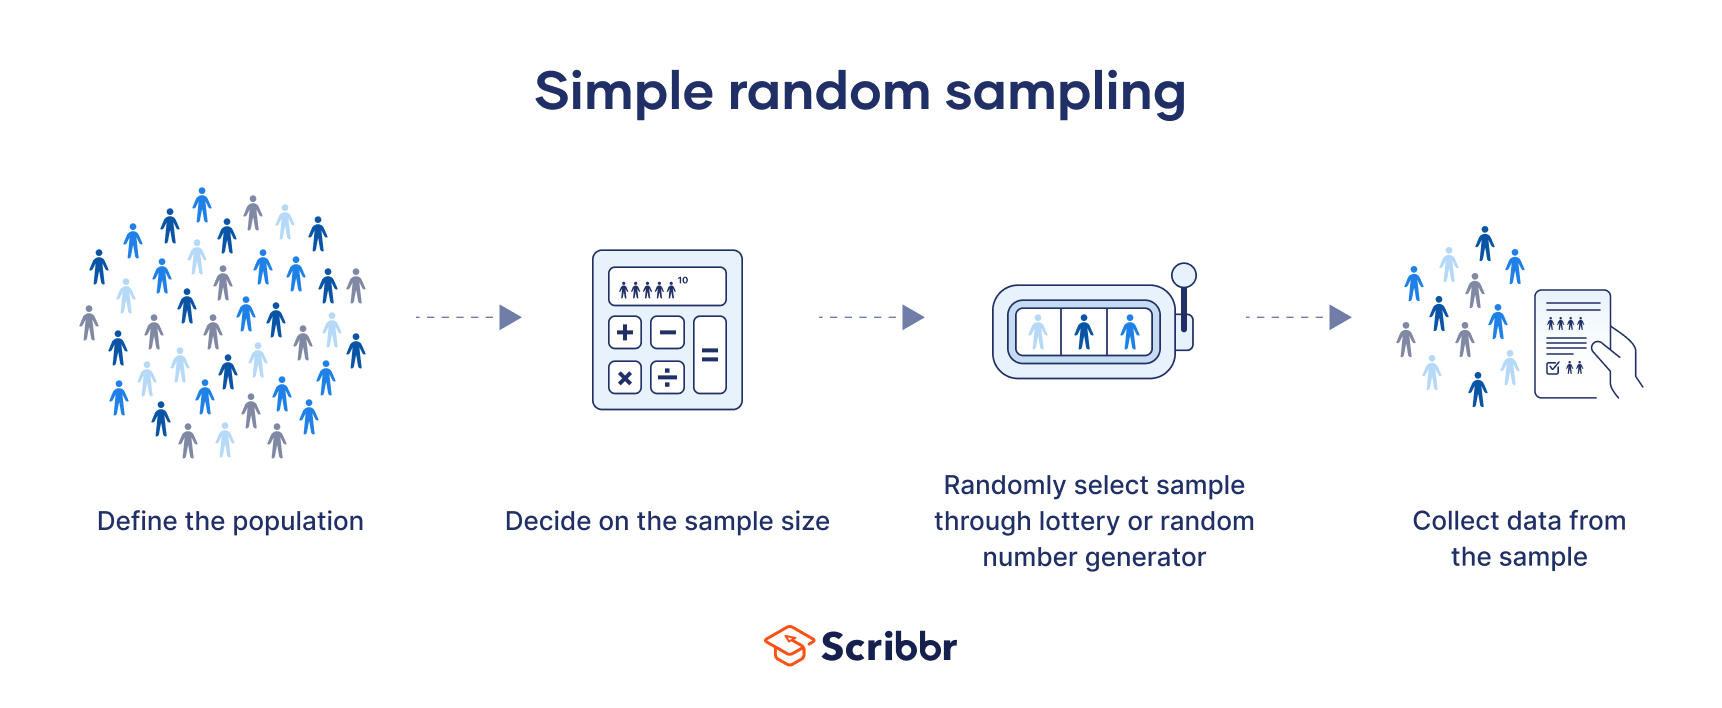 Simple random sampling
10
+
−
=
×
÷
Define the population
Decide on the sample size
Randomly select sample
through lottery or random
number generator
Collect data from
the sample
Scribbr